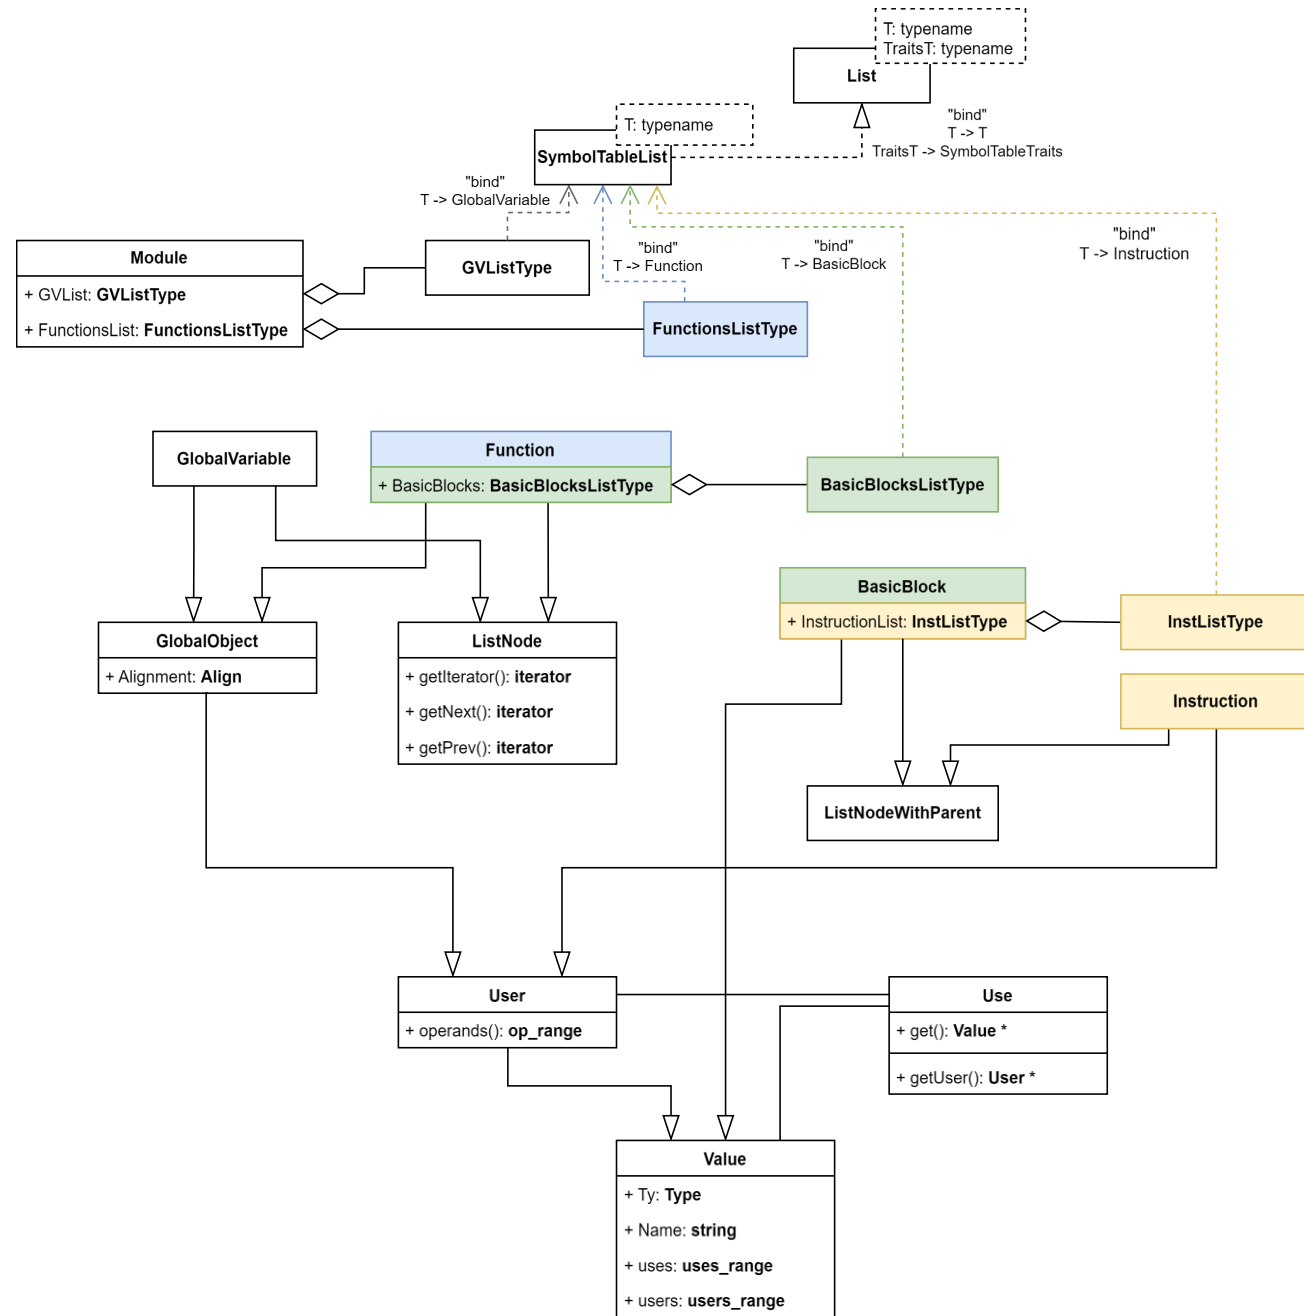 T: typename
TraitsT: typename
List
"bind"
T -> T
TraitsT -> SymbolTableTraits
T: typename
SymbolTableList
"bind"
T -> GlobalVariable
"bind"
T -> Function
"bind"
T -> BasicBlock
"bind"
T -> Instruction
Module
+ GVList: GVListType
+ FunctionsList: FunctionsListType
GVListType
FunctionsListType
GlobalVariable
Function
+ BasicBlocks: BasicBlocksListType
BasicBlocksListType
BasicBlock
+ InstructionList: InstListType
InstListType
Instruction
GlobalObject
+ Alignment: Align
ListNode
+ getIterator(): iterator
+ getNext(): iterator
+ getPrev(): iterator
ListNodeWithParent
User
+ operands(): op_range
Use
+ get(): Value *
+ getUser(): User *
Value
+ Ty: Type
+ Name: string
+ uses: uses_range
+ users: users_range